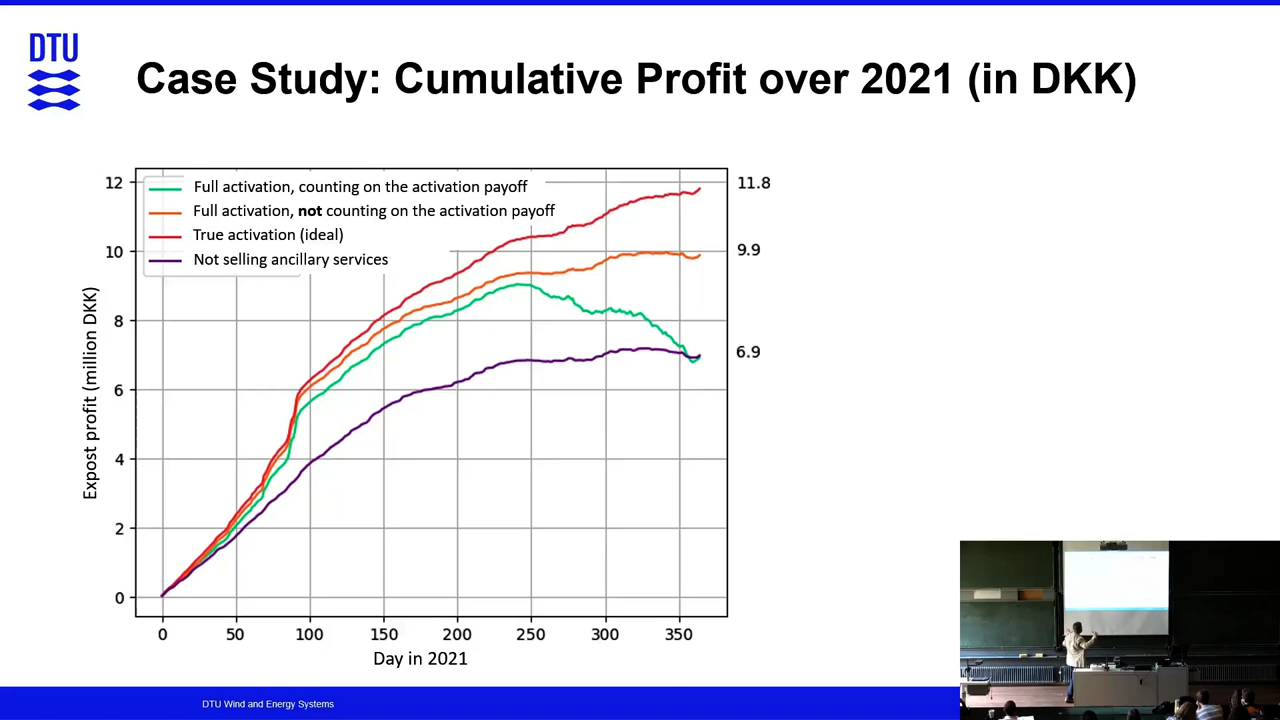 DTU
Case Study: Cumulative Profit over 2021 (in DKK)
Full activation, counting on the activation payoff
Full activation, not counting on the activation payoff
True activation (ideal)
Not selling ancillary services
12
10
8
6
4
2
0
Expost profit (million DKK)
0 50 100 150 200 250 300 350
Day in 2021
11.8
9.9
6.9
DTU Wind and Energy Systems